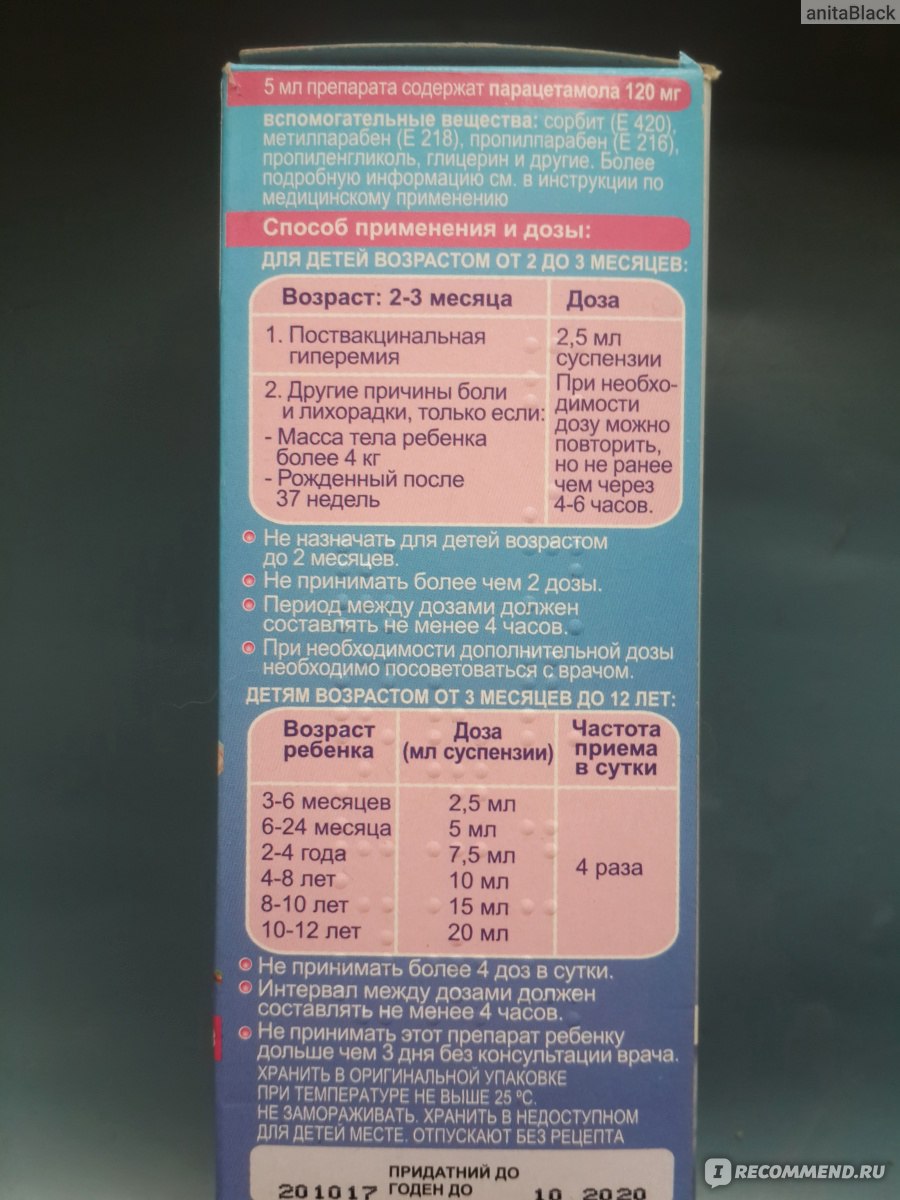 anitaBlack
5 мл препарата содержат парацетамола 120 мг
вспомогательные вещества: сорбит (Е 420),
метилпарабен (Е 218), пропилпарабен (Е 216),
пропиленгликоль, глицерин и другие. Более
подробную информацию см. в инструкции по
медицинскому применению
Способ применения и дозы:
ДЛЯ ДЕТЕЙ ВОЗРАСТОМ ОТ 2 ДО 3 МЕСЯЦЕВ:
Возраст: 2-3 месяца
Доза
1. Поствакцинальная
гиперемия
2. Другие причины боли
и лихорадки, только если:
- Масса тела ребенка
более 4 кг
- Рожденный после
37 недель
2,5 мл
суспензии
При необхо-
димости
дозу можно
повторить,
но не ранее
чем через
4-6 часов.
Не назначать для детей возрастом
до 2 месяцев.
Не принимать более чем 2 дозы.
Период между дозами должен
составлять не менее 4 часов.
При необходимости дополнительной дозы
необходимо посоветоваться с врачом.
ДЕТЯМ ВОЗРАСТОМ ОТ 3 МЕСЯЦЕВ ДО 12 ЛЕТ:
Возраст
ребенка
Доза
(мл суспензии)
Частота
приема
в сутки
3-6 месяцев 2,5 мл
6-24 месяца 5 мл
2-4 года 7,5 мл
4-8 лет 10 мл
8-10 лет 15 мл
10-12 лет 20 мл
4 раза
Не принимать более 4 доз в сутки.
Интервал между дозами должен
составлять не менее 4 часов.
Не принимать этот препарат ребенку
дольше чем 3 дня без консультации врача.
ХРАНИТЬ В ОРИГИНАЛЬНОЙ УПАКОВКЕ
ПРИ ТЕМПЕРАТУРЕ НЕ ВЫШЕ 25 ºС.
НЕ ЗАМОРАЖИВАТЬ. ХРАНИТЬ В НЕДОСТУПНОМ
ДЛЯ ДЕТЕЙ МЕСТЕ. ОТПУСКАЮТ БЕЗ РЕЦЕПТА
ПРИДАТНИЙ ДО
201017 ГОДЕН ДО 10 2020
IRECOMMEND.RU